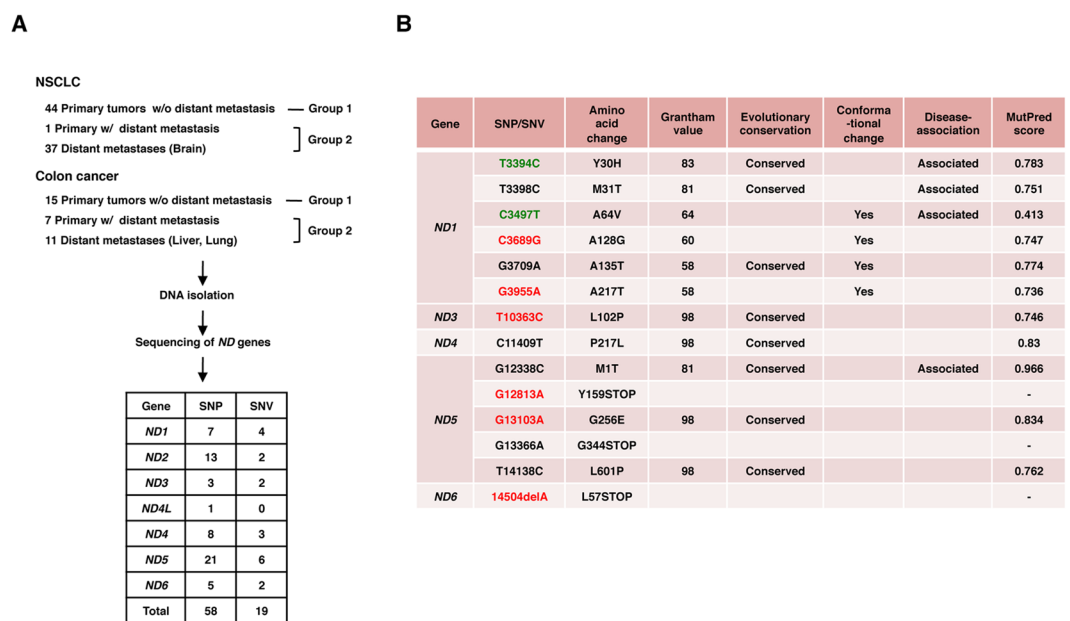 A
NSCLC
44 Primary tumors w/o distant metastasis — Group 1
1 Primary w/ distant metastasis
37 Distant metastases (Brain)
Group 2
Colon cancer
15 Primary tumors w/o distant metastasis — Group 1
7 Primary w/ distant metastasis
11 Distant metastases (Liver, Lung)
Group 2
DNA isolation
Sequencing of ND genes
Gene SNP SNV
ND1 7 4
ND2 13 2
ND3 3 2
ND4L 1 0
ND4 8 3
ND5 21 6
ND6 5 2
Total 58 19
B
Gene SNP/SNV Amino acid change Grantham value Evolutionary conservation Conforma-ational change Disease-association MutPred score
ND1
T3394C Y30H 83 Conserved Associated 0.783
T3398C M31T 81 Conserved Associated 0.751
C3497T A64V 64 Yes Associated 0.413
C3689G A128G 60 Yes 0.747
G3709A A135T 58 Conserved Yes 0.774
G3955A A217T 58 Yes 0.736
ND3 T10363C L102P 98 Conserved 0.746
ND4 C11409T P217L 98 Conserved 0.83
ND5
G12338C M1T 81 Conserved Associated 0.966
G12813A Y159STOP -
G13103A G256E 98 Conserved 0.834
G13366A G344STOP -
T14138C L601P 98 Conserved 0.762
ND6 14504delA L57STOP -